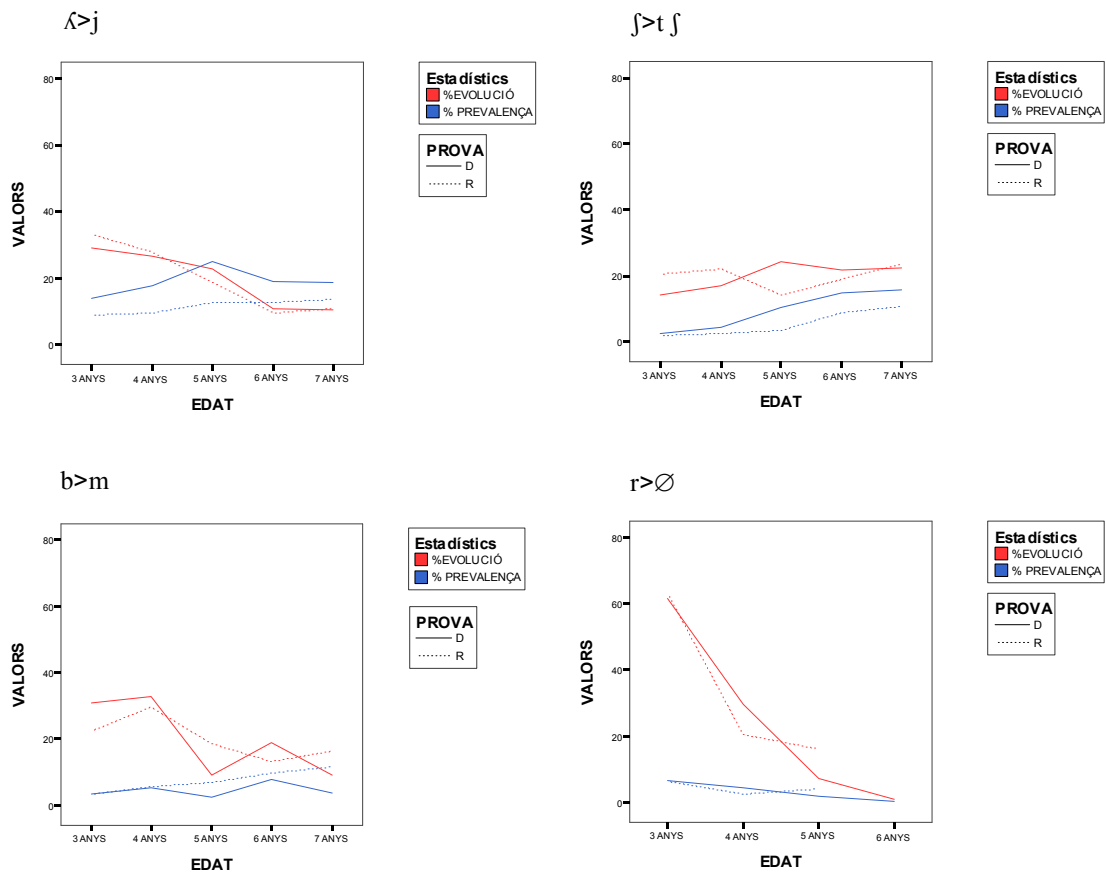 ʎ>j
Estadístics
%EVOLUCIÓ
% PREVALENÇA
PROVA
D
R
VALORS
80
60
40
20
0
3 ANYS 4 ANYS 5 ANYS 6 ANYS 7 ANYS
EDAT
ʃ>t ʃ
Estadístics
%EVOLUCIÓ
% PREVALENÇA
PROVA
D
R
VALORS
80
60
40
20
0
3 ANYS 4 ANYS 5 ANYS 6 ANYS 7 ANYS
EDAT
b>m
Estadístics
%EVOLUCIÓ
% PREVALENÇA
PROVA
D
R
VALORS
80
60
40
20
0
3 ANYS 4 ANYS 5 ANYS 6 ANYS 7 ANYS
EDAT
r>∅
Estadístics
%EVOLUCIÓ
% PREVALENÇA
PROVA
D
R
VALORS
80
60
40
20
0
3 ANYS 4 ANYS 5 ANYS 6 ANYS
EDAT